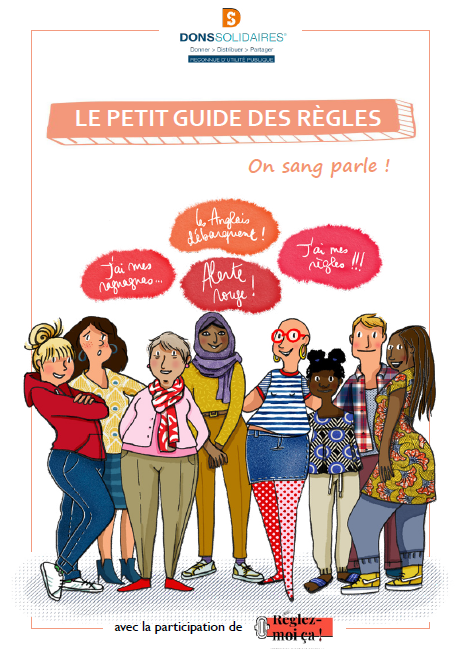 DONSSOLIDAIRES®
Donner > Distribuer > Partager
RECONNUE D'UTILITÉ PUBLIQUE
LE PETIT GUIDE DES RÈGLES
On sang parle !
les Anglais
débarquent !
J'ai mes
règles !!!
J'ai mes
ragnagnas...
Alerte
rouge !
avec la participation de
Réglez-
moi ça !